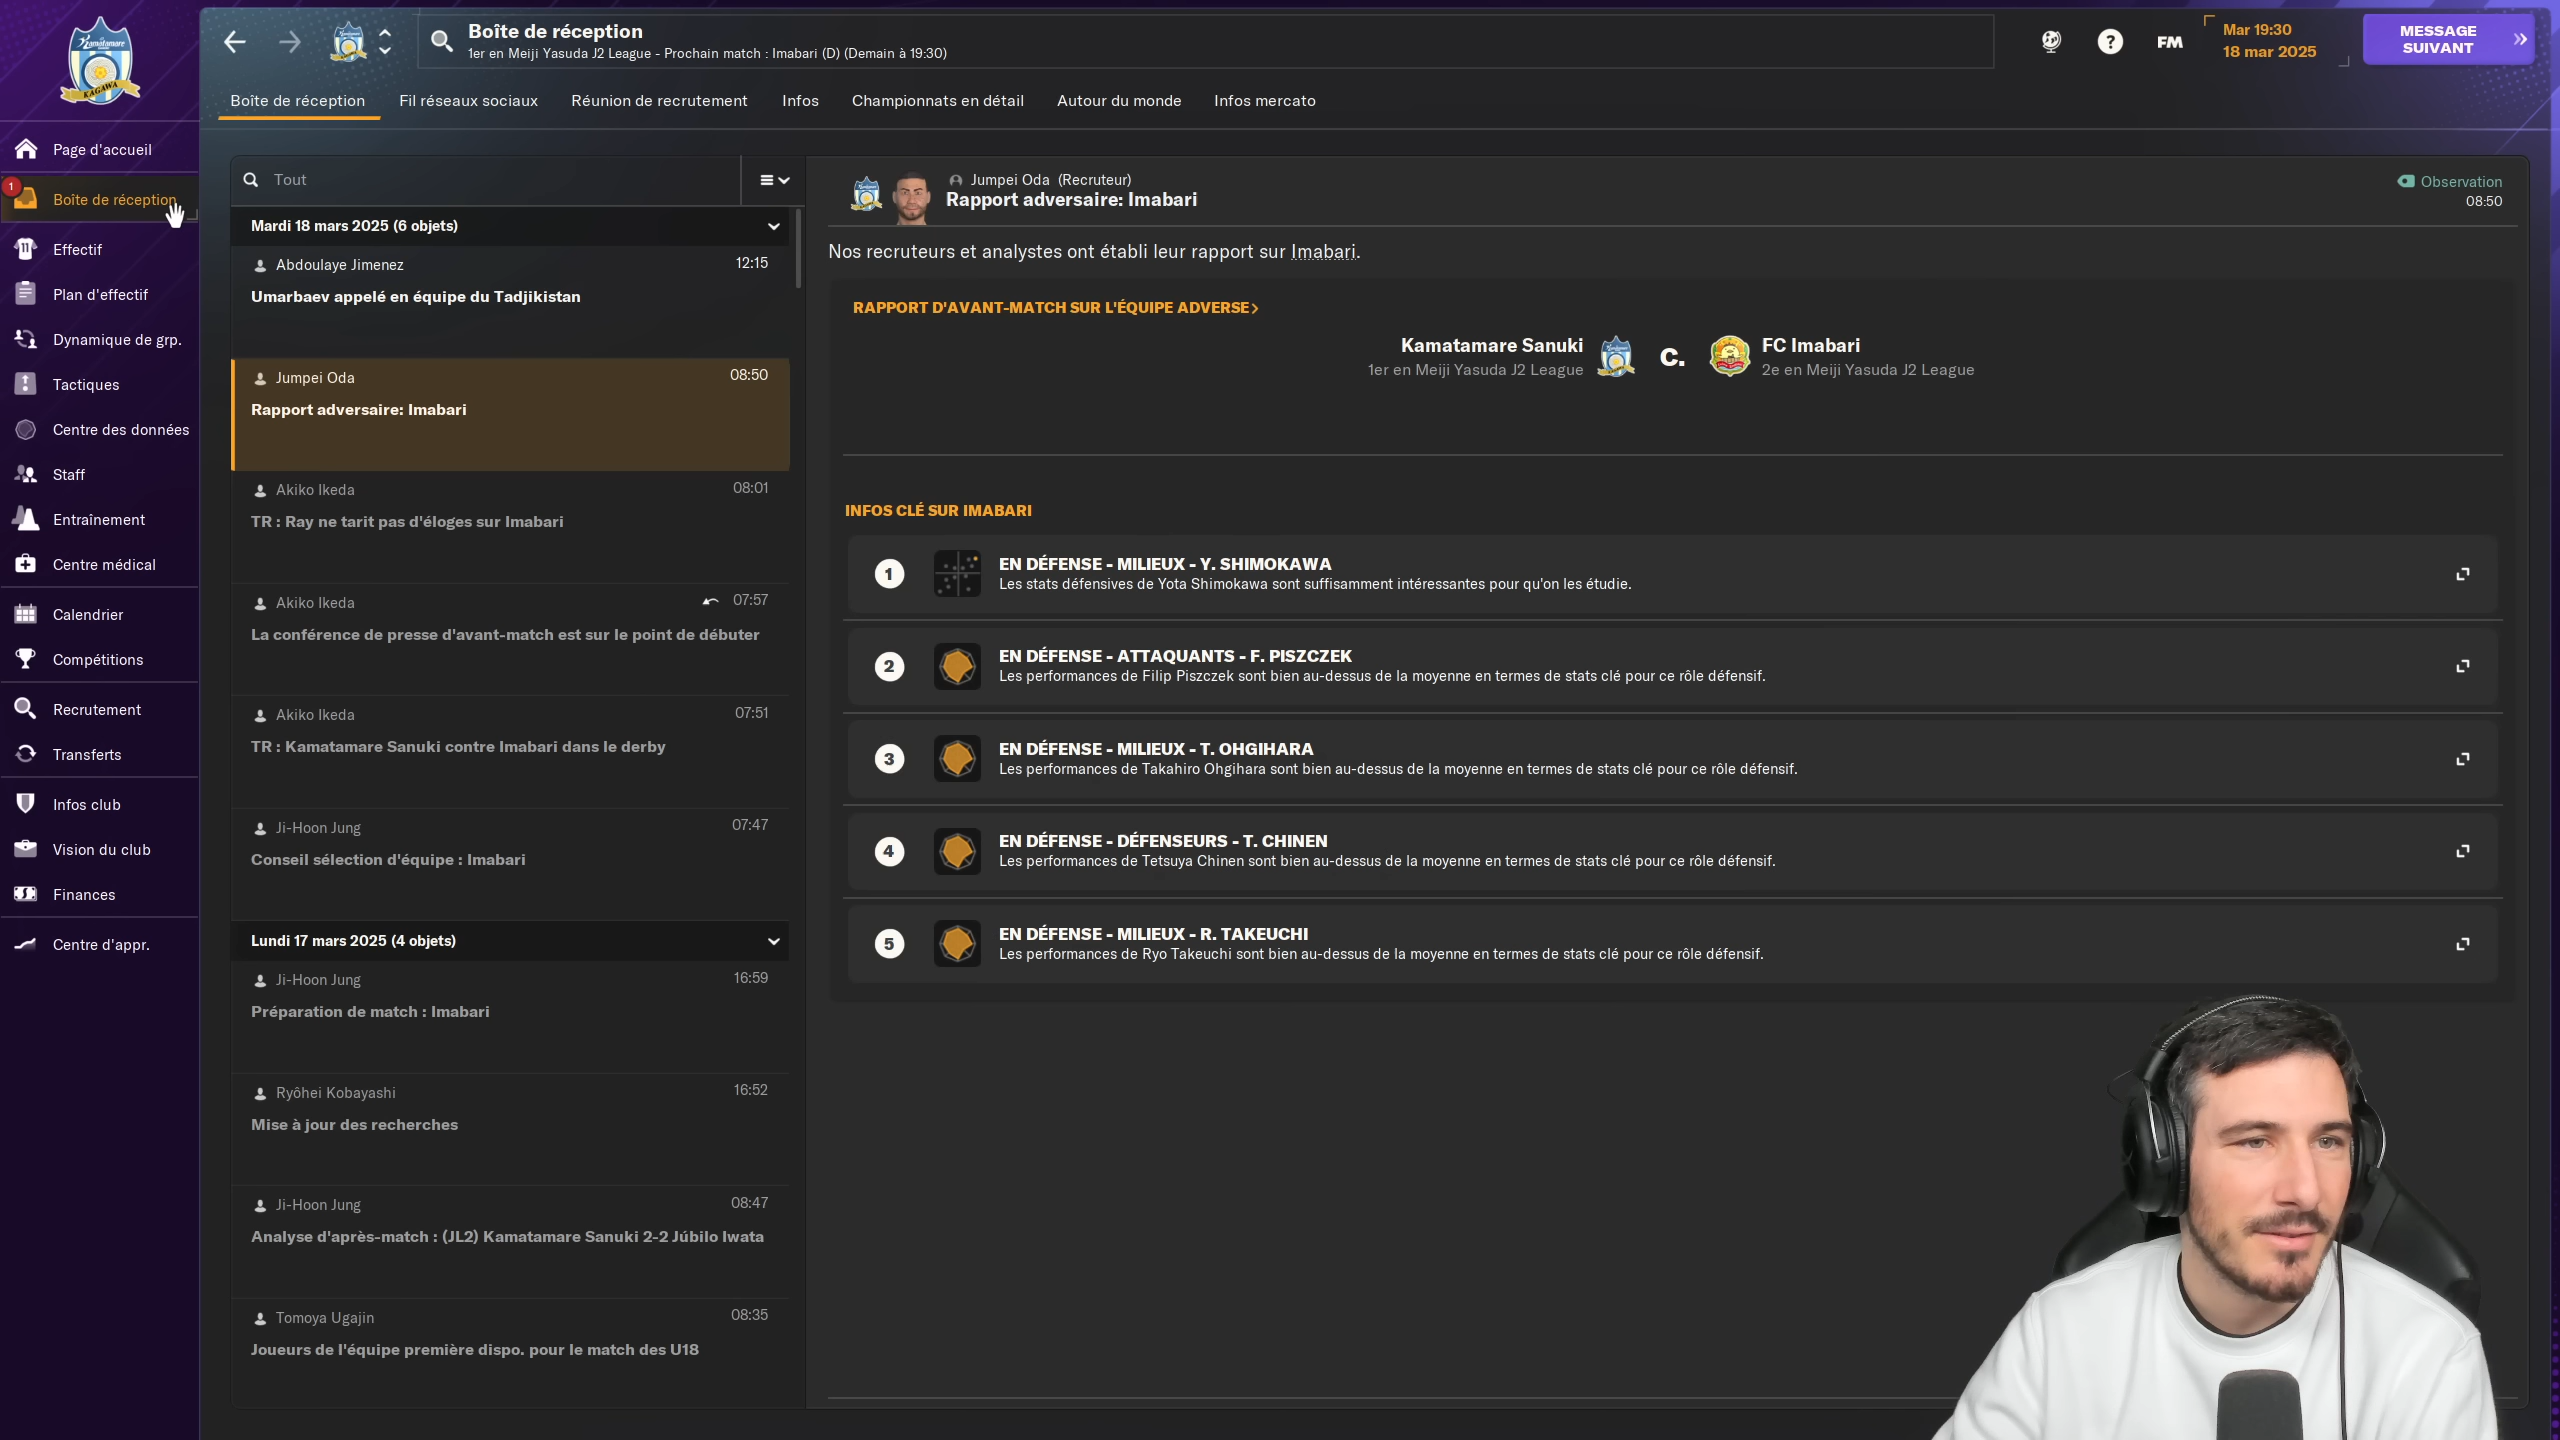 Kamatamare
KAGAWA
Boîte de réception
1er en Meiji Yasuda J2 League - Prochain match : Imabari (D) (Demain à 19:30)
FM
Mar 19:30
18 mar 2025
MESSAGE
SUIVANT
Boîte de réception
Fil réseaux sociaux
Réunion de recrutement
Infos
Championnats en détail
Autour du monde
Infos mercato
Page d'accueil
1
Boîte de réception
Effectif
Plan d'effectif
Dynamique de grp.
Tactiques
Centre des données
Staff
Entraînement
Centre médical
Calendrier
Compétitions
Recrutement
Transferts
Infos club
Vision du club
Finances
Centre d'appr.
Tout
Mardi 18 mars 2025 (6 objets)
Abdoulaye Jimenez
12:15
Umarbaev appelé en équipe du Tadjikistan
Jumpei Oda
08:50
Rapport adversaire: Imabari
Akiko Ikeda
08:01
TR : Ray ne tarit pas d'éloges sur Imabari
Akiko Ikeda
07:57
La conférence de presse d'avant-match est sur le point de débuter
Akiko Ikeda
07:51
TR : Kamatamare Sanuki contre Imabari dans le derby
Ji-Hoon Jung
07:47
Conseil sélection d'équipe : Imabari
Lundi 17 mars 2025 (4 objets)
Ji-Hoon Jung
16:59
Préparation de match : Imabari
Ryôhei Kobayashi
16:52
Mise à jour des recherches
Ji-Hoon Jung
08:47
Analyse d'après-match : (JL2) Kamatamare Sanuki 2-2 Júbilo Iwata
Tomoya Ugajin
08:35
Joueurs de l'équipe première dispo. pour le match des U18
Jumpei Oda (Recruteur)
Rapport adversaire: Imabari
Observation
08:50
Nos recruteurs et analystes ont établi leur rapport sur Imabari.
RAPPORT D'AVANT-MATCH SUR L'ÉQUIPE ADVERSE>
Kamatamare Sanuki
1er en Meiji Yasuda J2 League
C.
FC Imabari
2e en Meiji Yasuda J2 League
INFOS CLÉ SUR IMABARI
1
EN DÉFENSE - MILIEUX - Y. SHIMOKAWA
Les stats défensives de Yota Shimokawa sont suffisamment intéressantes pour qu'on les étudie.
2
EN DÉFENSE - ATTAQUANTS - F. PISZCZEK
Les performances de Filip Piszczek sont bien au-dessus de la moyenne en termes de stats clé pour ce rôle défensif.
3
EN DÉFENSE - MILIEUX - T. OHGIHARA
Les performances de Takahiro Ohgihara sont bien au-dessus de la moyenne en termes de stats clé pour ce rôle défensif.
4
EN DÉFENSE - DÉFENSEURS - T. CHINEN
Les performances de Tetsuya Chinen sont bien au-dessus de la moyenne en termes de stats clé pour ce rôle défensif.
5
EN DÉFENSE - MILIEUX - R. TAKEUCHI
Les performances de Ryo Takeuchi sont bien au-dessus de la moyenne en termes de stats clé pour ce rôle défensif.